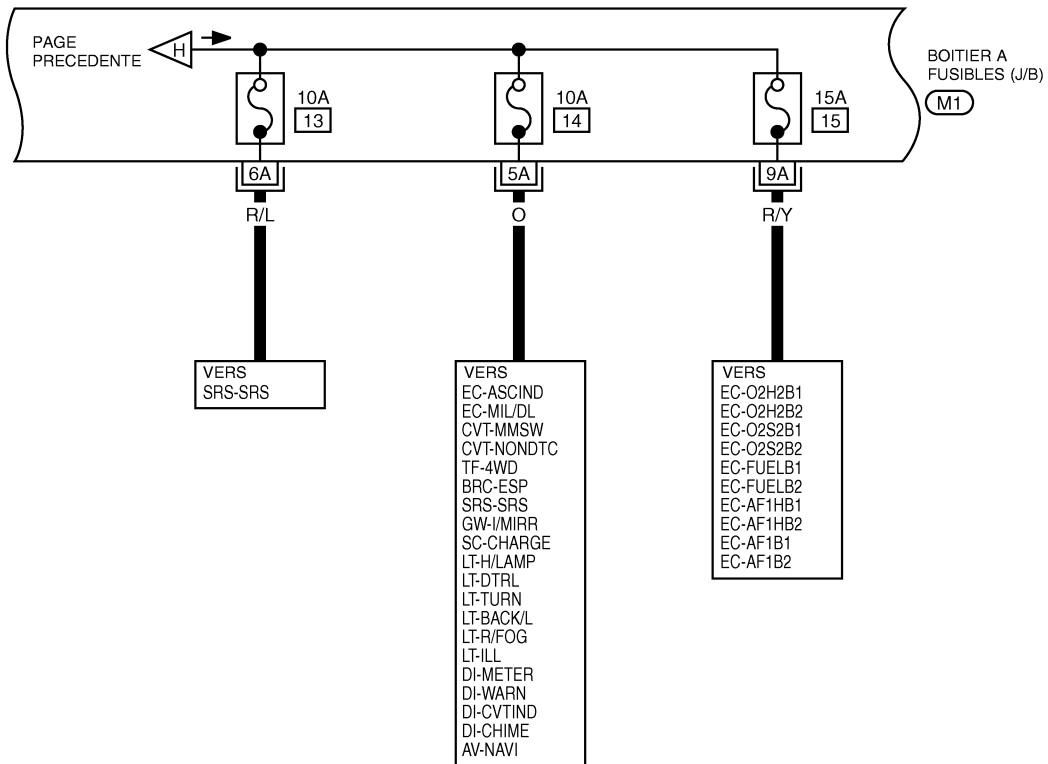 PAGE
PRECEDENTE
H
BOITIER A
FUSIBLES (J/B)
M1
10A
13
10A
14
15A
15
6A
5A
9A
R/L
O
R/Y
VERS
SRS-SRS
VERS
EC-ASCIND
EC-MIL/DL
CVT-MMSW
CVT-NONDTC
TF-4WD
BRC-ESP
SRS-SRS
GW-I/MIRR
SC-CHARGE
LT-H/LAMP
LT-DTRL
LT-TURN
LT-BACK/L
LT-R/FOG
LT-ILL
DI-METER
DI-WARN
DI-CVTIND
DI-CHIME
AV-NAVI
VERS
EC-O2H2B1
EC-O2H2B2
EC-O2S2B1
EC-O2S2B2
EC-FUELB1
EC-FUELB2
EC-AF1HB1
EC-AF1HB2
EC-AF1B1
EC-AF1B2